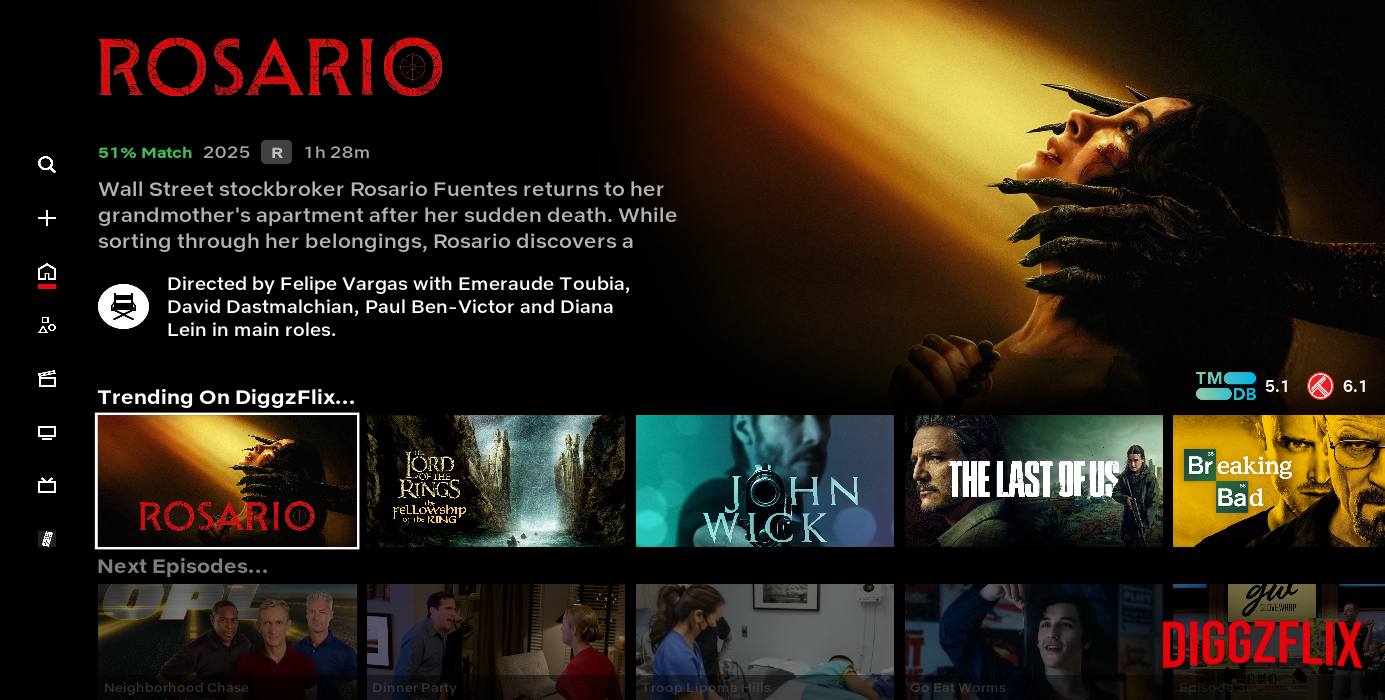 ROSARIO
51% Match 2025 R 1h 28m
Wall Street stockbroker Rosario Fuentes returns to her
grandmother's apartment after her sudden death. While
sorting through her belongings, Rosario discovers a
Directed by Felipe Vargas with Emeraude Toubia,
David Dastmalchian, Paul Ben-Victor and Diana
Lein in main roles.
TMDB 5.1 6.1
Trending On DiggzFlix...
ROSARIO
THE
LORD
OF THE
RINGS
THE
FELLOWSHIP
OF THE RING
JOHN
WICK
THE LAST OF US
Breaking
Bad
Next Episodes...
OPL
Neighborhood Chase
Dinner Party
Troop Lipoma Hills
Go Eat Worms
gw
GLOVEWRAP
Episode
DIGGZFLIX